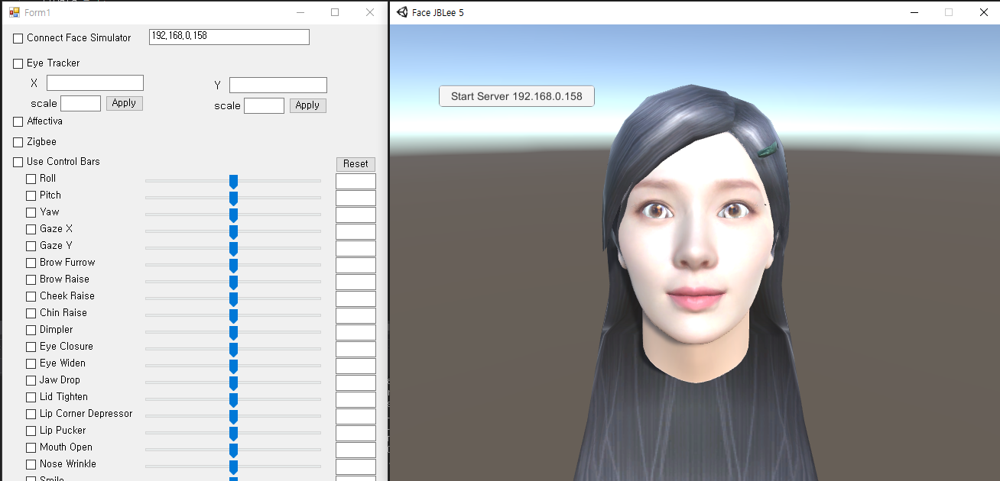 Form1
Connect Face Simulator 192,168,0,158
Eye Tracker
X
Y
scale Apply
scale Apply
Affectiva
Zigbee
Use Control Bars
Reset
Roll
Pitch
Yaw
Gaze X
Gaze Y
Brow Furrow
Brow Raise
Cheek Raise
Chin Raise
Dimpler
Eye Closure
Eye Widen
Jaw Drop
Lid Tighten
Lip Corner Depressor
Lip Pucker
Mouth Open
Nose Wrinkle
Smile
Face JBLee 5
Start Server 192.168.0.158